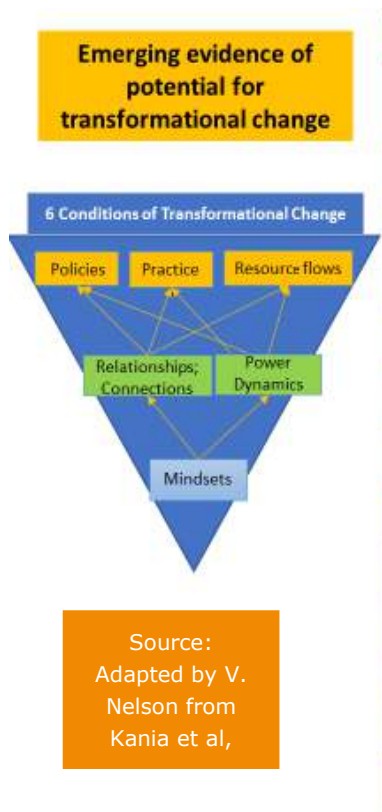 Emerging evidence of
potential for
transformational change
6 Conditions of Transformational Change
Policies
Practice
Resource flows
Relationships;
Connections
Power
Dynamics
Mindsets
Source:
Adapted by V.
Nelson from
Kania et al,